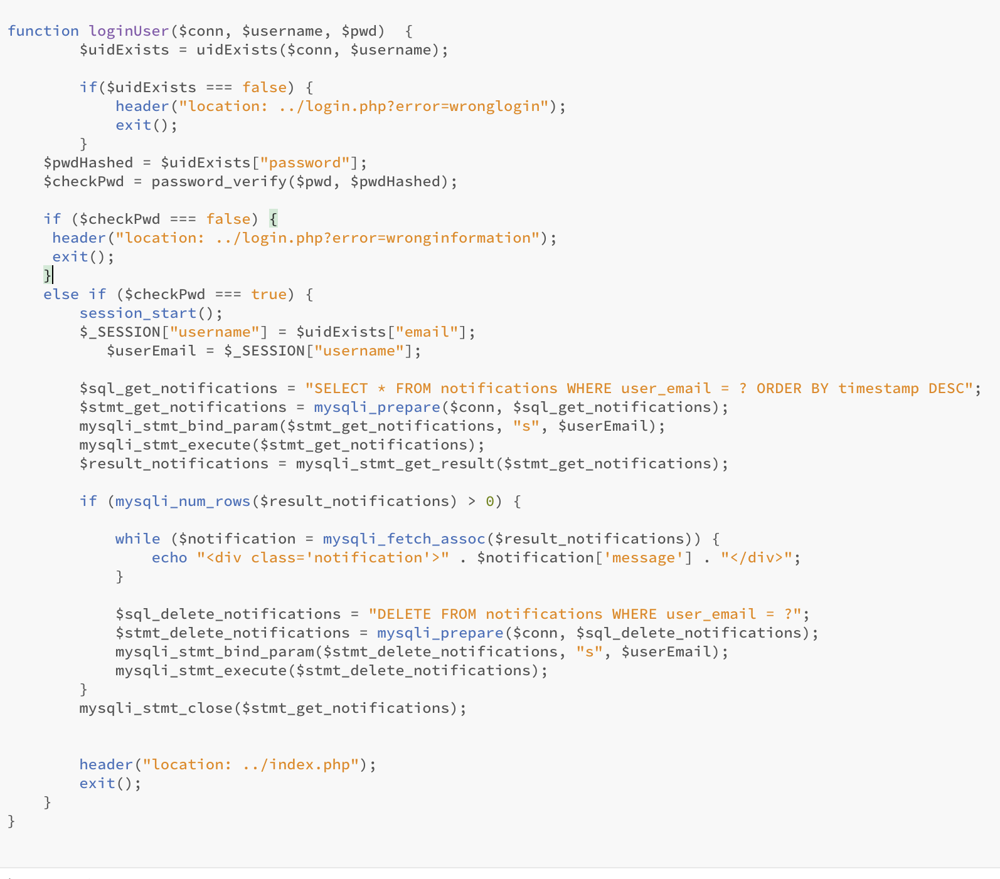 function loginUser($conn, $username, $pwd)  {
        $uidExists = uidExists($conn, $username);

        if($uidExists === false) {
            header("location: ../login.php?error=wronglogin");
            exit();
        }
    $pwdHashed = $uidExists["password"];
    $checkPwd = password_verify($pwd, $pwdHashed);

    if ($checkPwd === false) {
     header("location: ../login.php?error=wronginformation");
     exit();
    }
    else if ($checkPwd === true) {
        session_start();
        $_SESSION["username"] = $uidExists["email"];
           $userEmail = $_SESSION["username"];

        $sql_get_notifications = "SELECT * FROM notifications WHERE user_email = ? ORDER BY timestamp DESC";
        $stmt_get_notifications = mysqli_prepare($conn, $sql_get_notifications);
        mysqli_stmt_bind_param($stmt_get_notifications, "s", $userEmail);
        mysqli_stmt_execute($stmt_get_notifications);
        $result_notifications = mysqli_stmt_get_result($stmt_get_notifications);

        if (mysqli_num_rows($result_notifications) > 0) {

            while ($notification = mysqli_fetch_assoc($result_notifications)) {
                echo "<div class='notification'>" . $notification['message'] . "</div>";
            }

            $sql_delete_notifications = "DELETE FROM notifications WHERE user_email = ?";
            $stmt_delete_notifications = mysqli_prepare($conn, $sql_delete_notifications);
            mysqli_stmt_bind_param($stmt_delete_notifications, "s", $userEmail);
            mysqli_stmt_execute($stmt_delete_notifications);
        }
        mysqli_stmt_close($stmt_get_notifications);


        header("location: ../index.php");
        exit();
    }
}